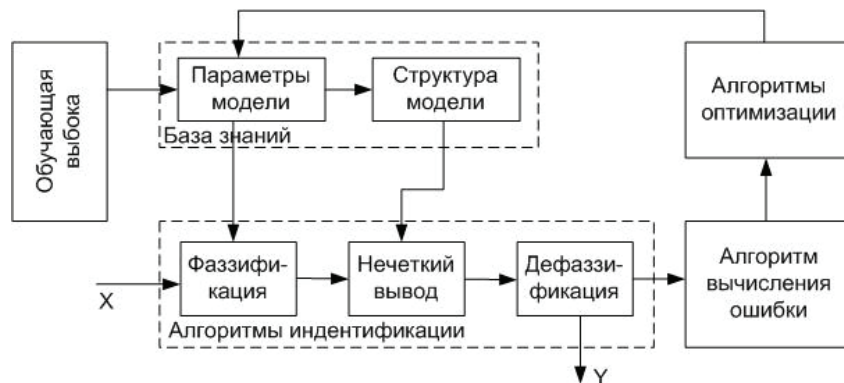 Обучающая
выбока
Параметры
модели
Структура
модели
База знаний
Алгоритмы
оптимизации
X
Фаззифи-
кация
Нечеткий
вывод
Дефаззи-
фикация
Алгоритмы индентификации
Алгоритм
вычисления
ошибки
Y